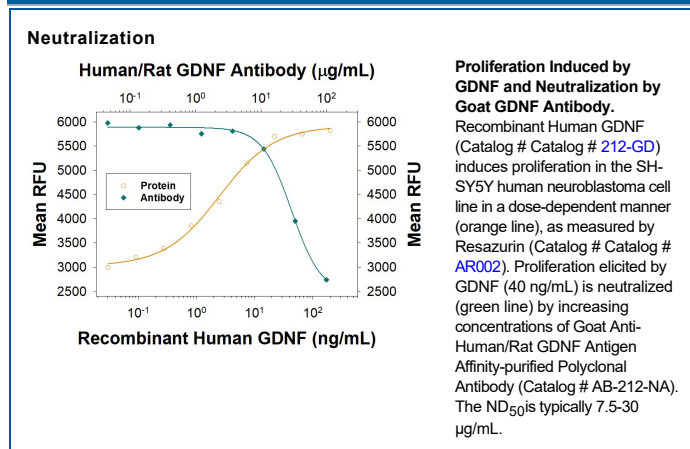 Neutralization
Human/Rat GDNF Antibody (μg/mL)
10-1 100 101 102
6000 6000
5500 5500
5000 5000
4500 4500
4000 4000
3500 3500
3000 3000
2500 2500
Mean RFU
Mean RFU
Protein
Antibody
10-1 100 101 102
Recombinant Human GDNF (ng/mL)
Proliferation Induced by
GDNF and Neutralization by
Goat GDNF Antibody.
Recombinant Human GDNF
(Catalog # Catalog # 212-GD)
induces proliferation in the SH-
SY5Y human neuroblastoma cell
line in a dose-dependent manner
(orange line), as measured by
Resazurin (Catalog # Catalog #
AR002). Proliferation elicited by
GDNF (40 ng/mL) is neutralized
(green line) by increasing
concentrations of Goat Anti-
Human/Rat GDNF Antigen
Affinity-purified Polyclonal
Antibody (Catalog # AB-212-NA).
The ND50is typically 7.5-30
μg/mL.